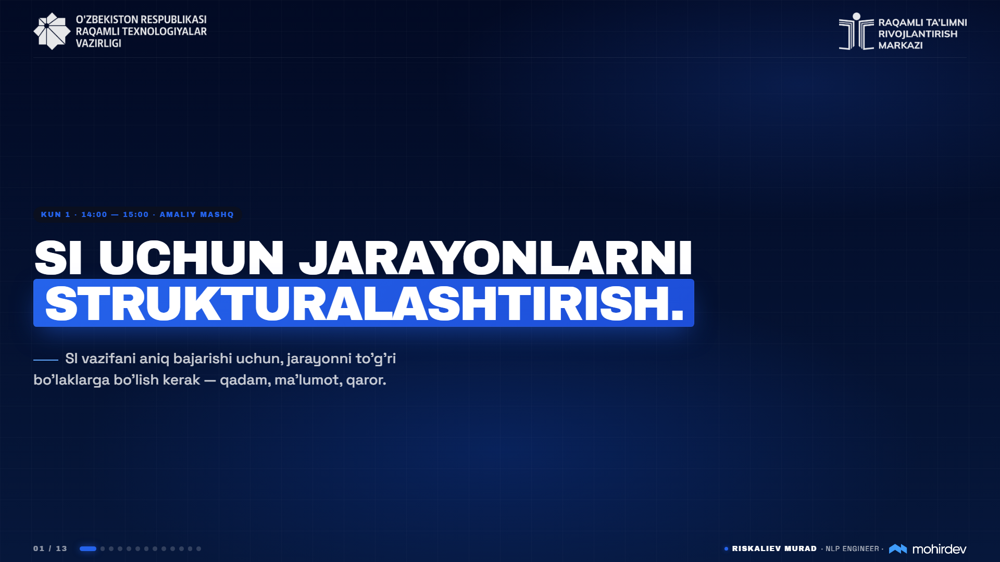 O'ZBEKISTON RESPUBLIKASI
RAQAMLI TEXNOLOGIYALAR
VAZIRLIGI
RAQAMLI TA’LIMNI
RIVOJLANTIRISH
MARKAZI
KUN 1 · 14:00 — 15:00 · AMALIY MASHQ
SI UCHUN JARAYONLARNI
STRUKTURALASHTIRISH.
SI vazifani aniq bajarishi uchun, jarayonni to’g’ri
bo’laklarga bo’lish kerak — qadam, ma’lumot, qaror.
01 / 13
RISKALIEV MURAD · NLP ENGINEER ·
mohirdev